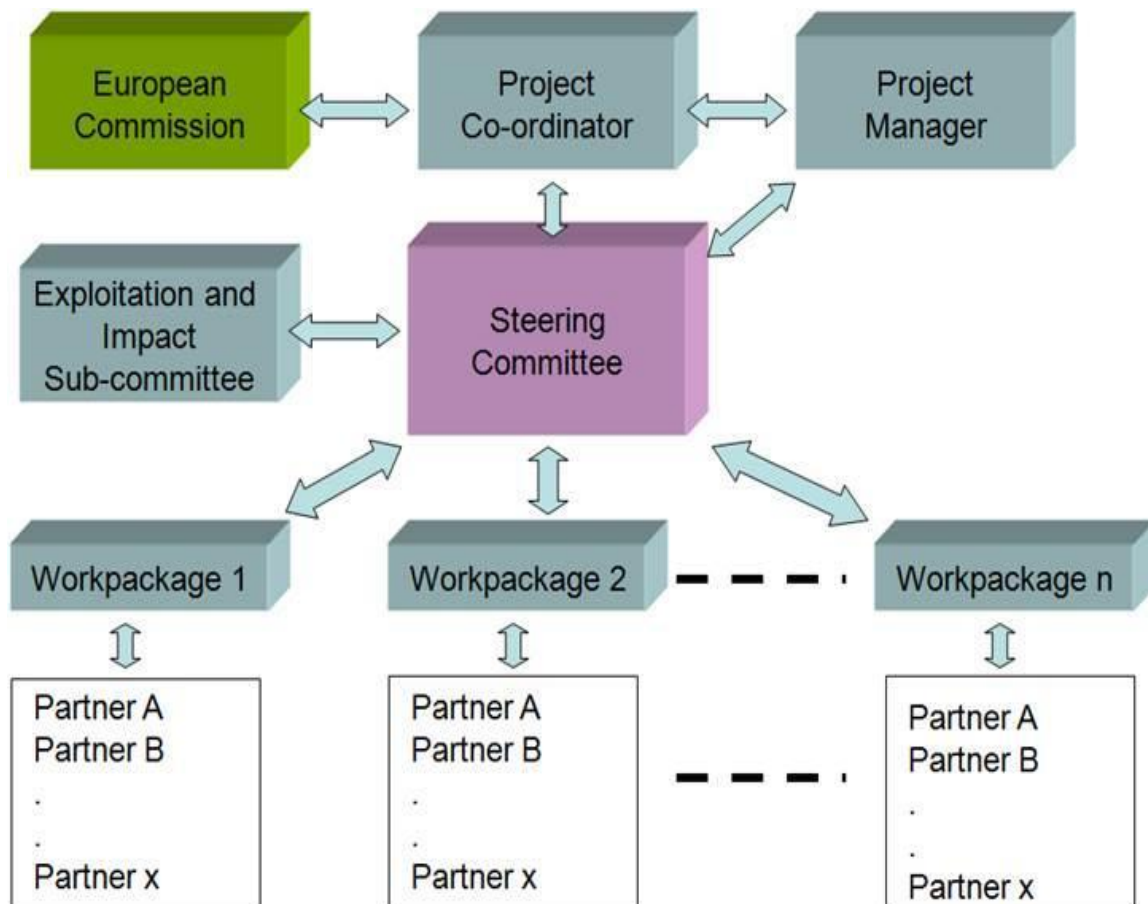 European
Commission
Project
Co-ordinator
Project
Manager
Exploitation and
Impact
Sub-committee
Steering
Committee
Workpackage 1
Workpackage 2
Workpackage n
Partner A
Partner B
.
.
Partner x
Partner A
Partner B
.
.
Partner x
Partner A
Partner B
.
.
Partner x